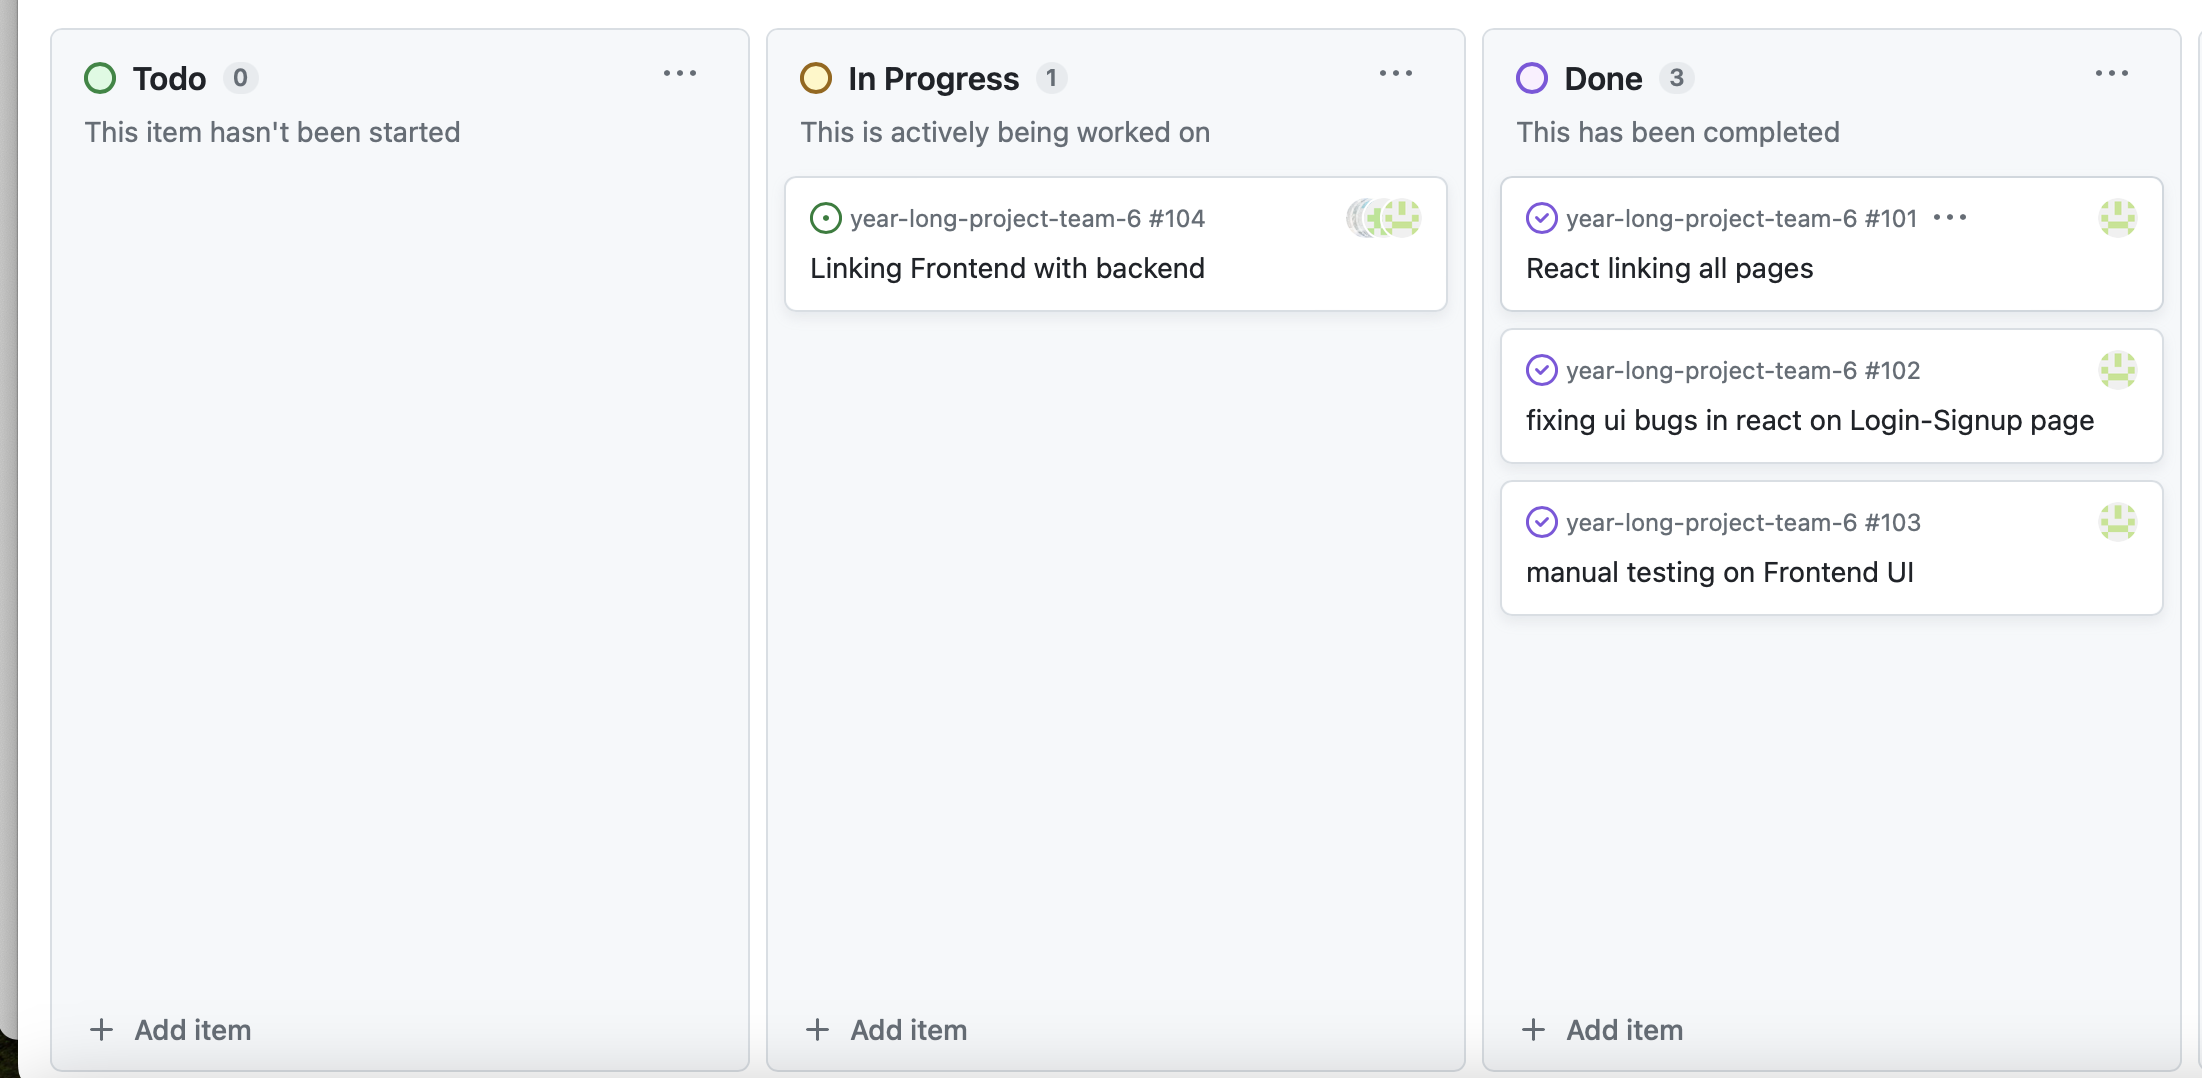 Todo 0
This item hasn't been started
Add item
In Progress 1
This is actively being worked on
year-long-project-team-6 #104
Linking Frontend with backend
Add item
Done 3
This has been completed
year-long-project-team-6 #101
React linking all pages
year-long-project-team-6 #102
fixing ui bugs in react on Login-Signup page
year-long-project-team-6 #103
manual testing on Frontend UI
Add item